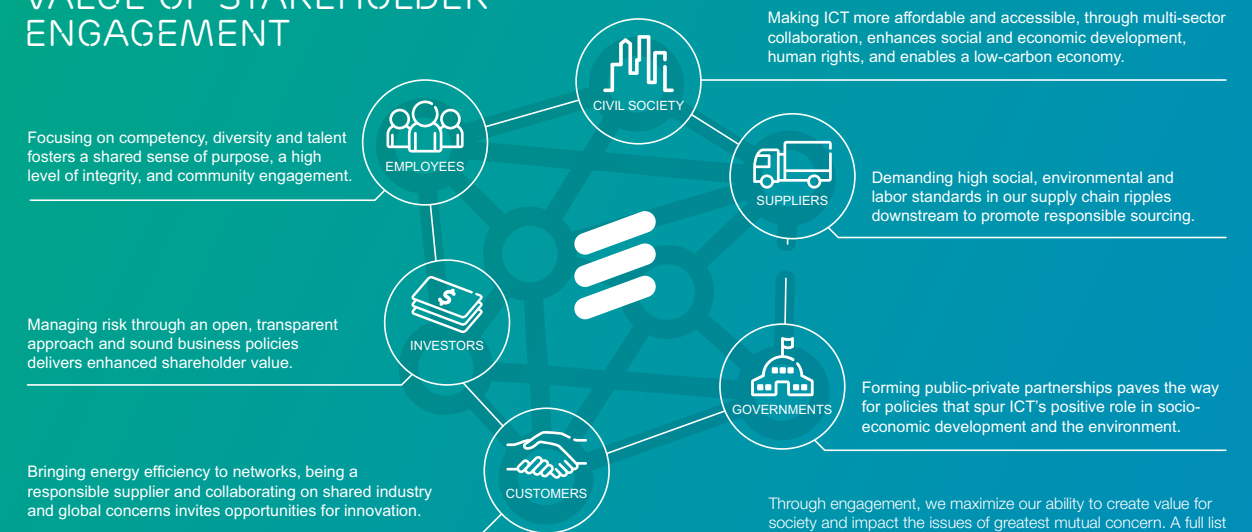 VALUE OF STAKEHOLDER
ENGAGEMENT
Making ICT more affordable and accessible, through multi-sector
collaboration, enhances social and economic development,
human rights, and enables a low-carbon economy.
CIVIL SOCIETY
Focusing on competency, diversity and talent
fosters a shared sense of purpose, a high
level of integrity, and community engagement.
EMPLOYEES
SUPPLIERS
Demanding high social, environmental and
labor standards in our supply chain ripples
downstream to promote responsible sourcing.
Managing risk through an open, transparent
approach and sound business policies
delivers enhanced shareholder value.
$
INVESTORS
GOVERNMENTS
Forming public-private partnerships paves the way
for policies that spur ICT’s positive role in socio-
economic development and the environment.
Bringing energy efficiency to networks, being a
responsible supplier and collaborating on shared industry
and global concerns invites opportunities for innovation.
CUSTOMERS
Through engagement, we maximize our ability to create value for
society and impact the issues of greatest mutual concern. A full list